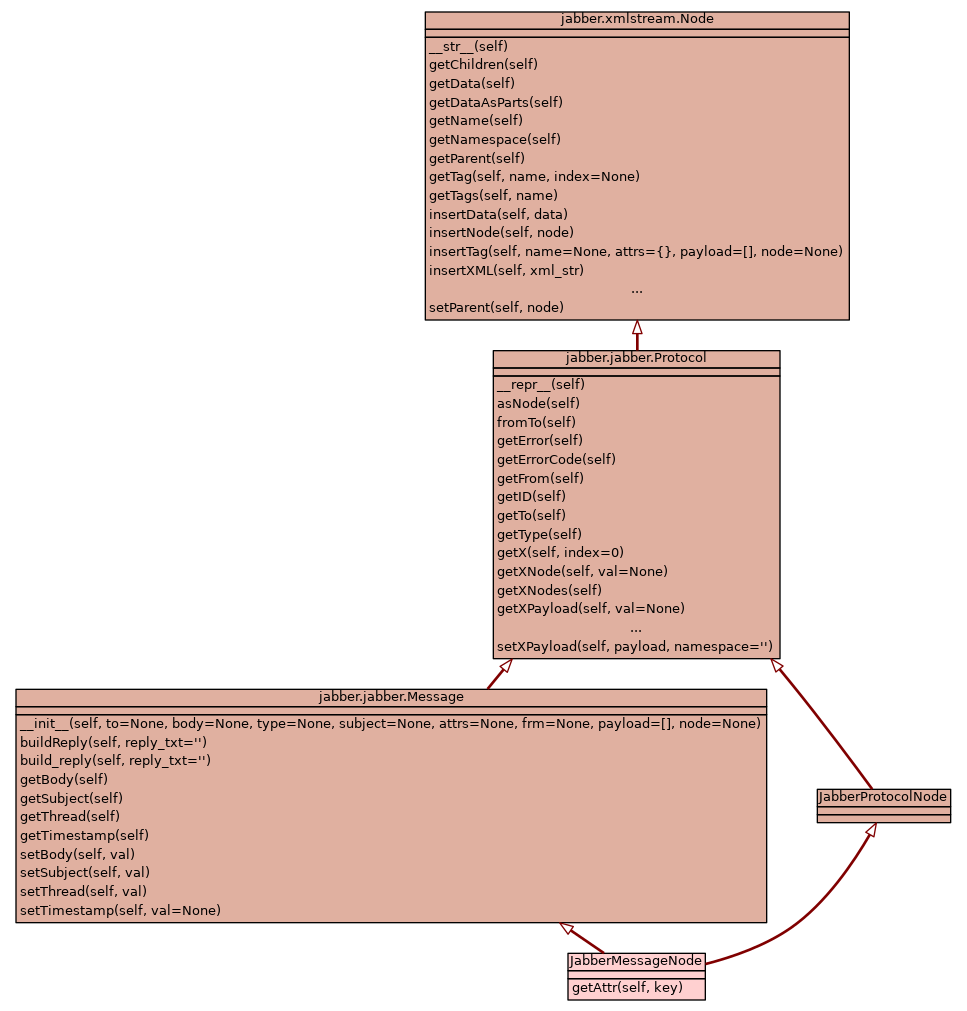 jabber.xmlstream.Node
__str__(self)
getChildren(self)
getData(self)
getDataAsParts(self)
getName(self)
getNamespace(self)
getParent(self)
getTag(self, name, index=None)
getTags(self, name)
insertData(self, data)
insertNode(self, node)
insertTag(self, name=None, attrs={}, payload=[], node=None)
insertXML(self, xml_str)
...
setParent(self, node)
jabber.jabber.Protocol
__repr__(self)
asNode(self)
fromTo(self)
getError(self)
getErrorCode(self)
getFrom(self)
getID(self)
getTo(self)
getType(self)
getX(self, index=0)
getXNode(self, val=None)
getXNodes(self)
getXPayload(self, val=None)
...
setXPayload(self, payload, namespace='')
jabber.jabber.Message
__init__(self, to=None, body=None, type=None, subject=None, attrs=None, frm=None, payload=[], node=None)
buildReply(self, reply_txt='')
build_reply(self, reply_txt='')
getBody(self)
getSubject(self)
getThread(self)
getTimestamp(self)
setBody(self, val)
setSubject(self, val)
setThread(self, val)
setTimestamp(self, val=None)
JabberProtocolNode
JabberMessageNode
getAttr(self, key)